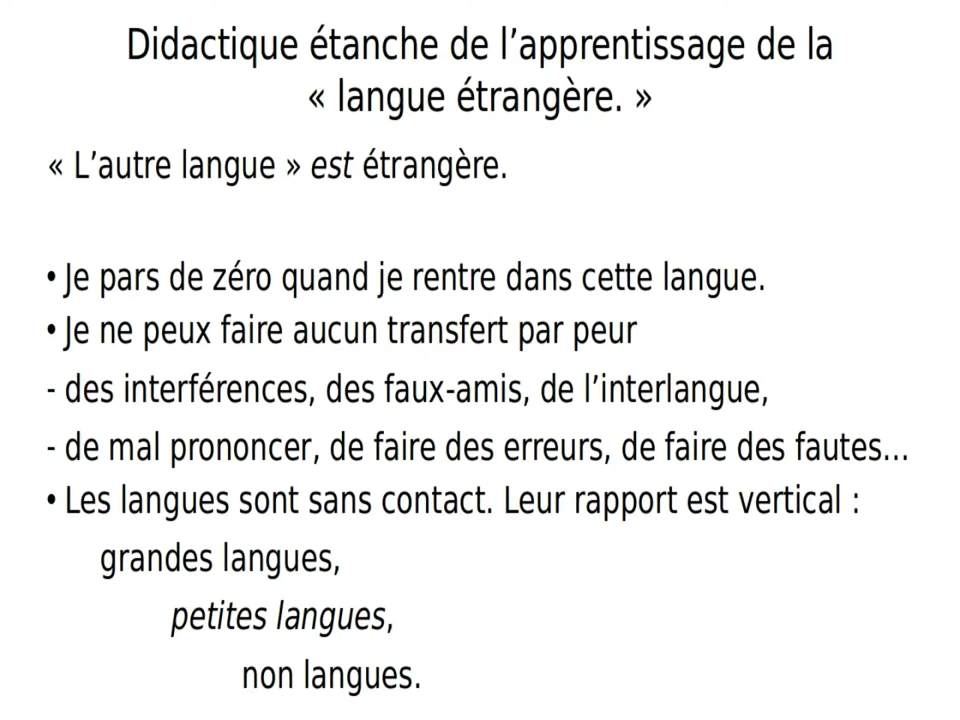 Didactique étanche de l’apprentissage de la
« langue étrangère. »
« L’autre langue » est étrangère.
• Je pars de zéro quand je rentre dans cette langue.
• Je ne peux faire aucun transfert par peur
- des interférences, des faux-amis, de l’interlangue,
- de mal prononcer, de faire des erreurs, de faire des fautes…
• Les langues sont sans contact. Leur rapport est vertical :
grandes langues,
petites langues,
non langues.